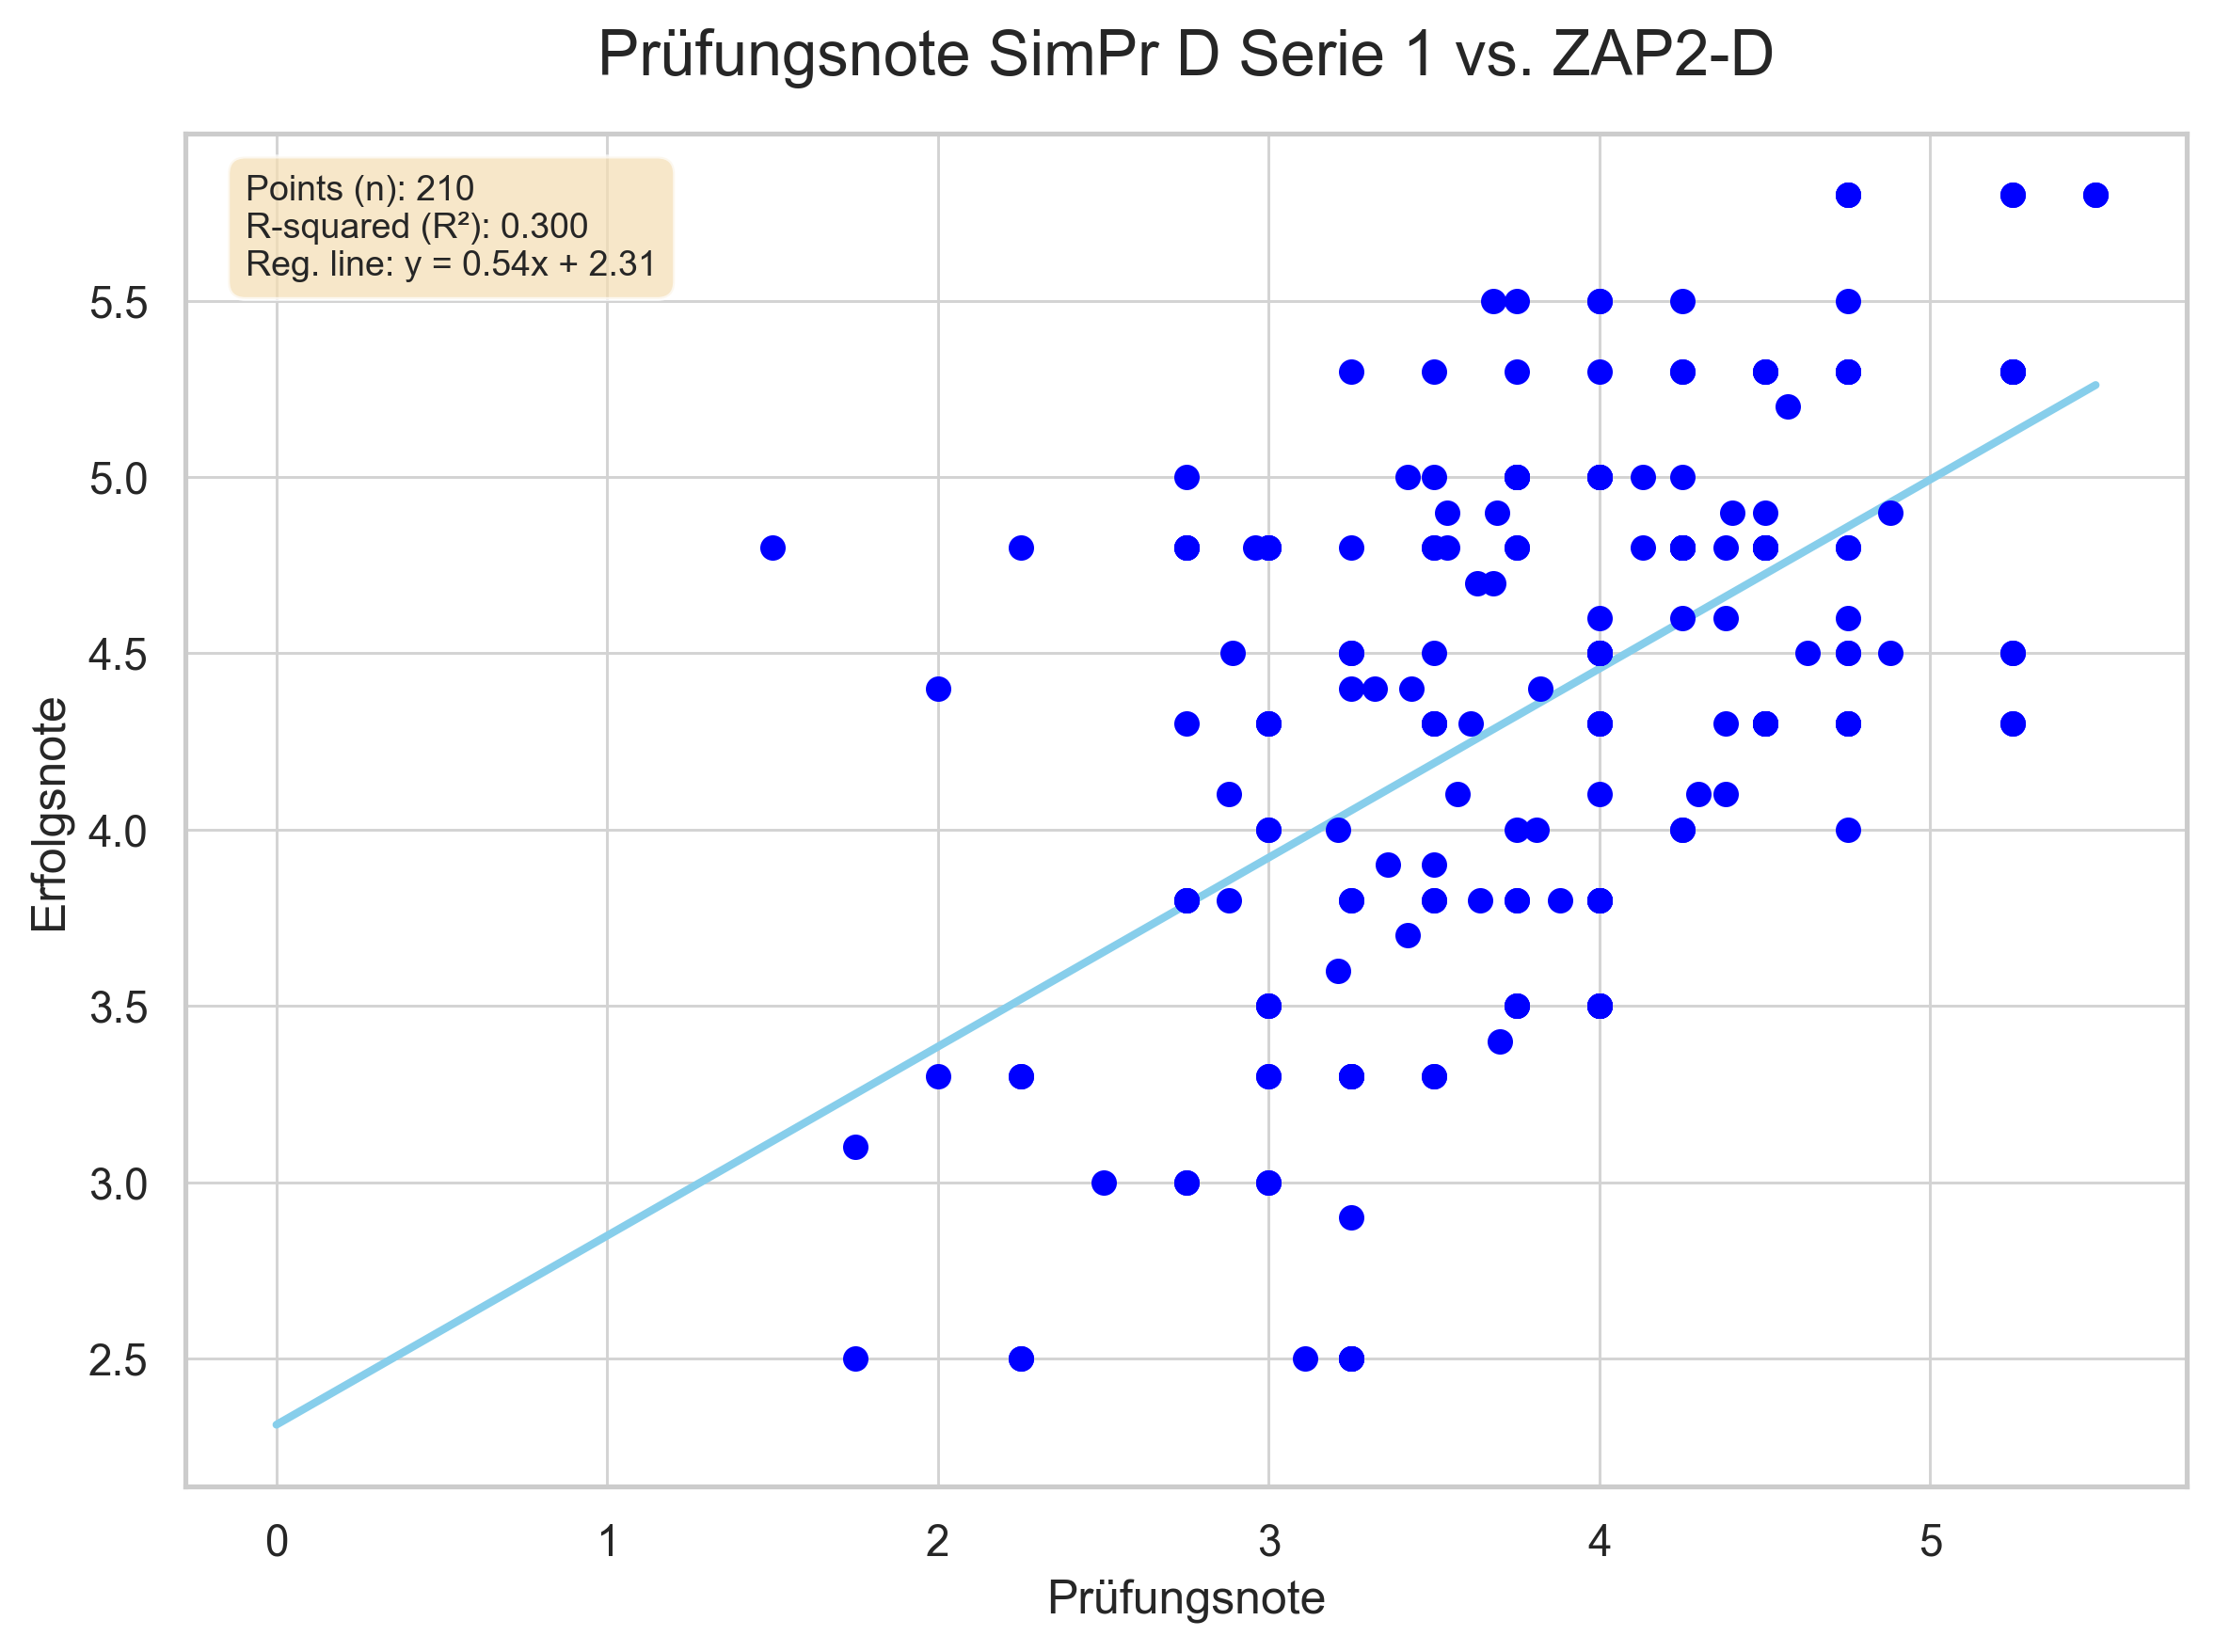 Prüfungsnote SimPr D Serie 1 vs. ZAP2-D
Points (n): 210
R-squared (R²): 0.300
Reg. line: y = 0.54x + 2.31
5.5
5.0
4.5
4.0
3.5
3.0
2.5
Erfolgsnote
0 1 2 3 4 5
Prüfungsnote